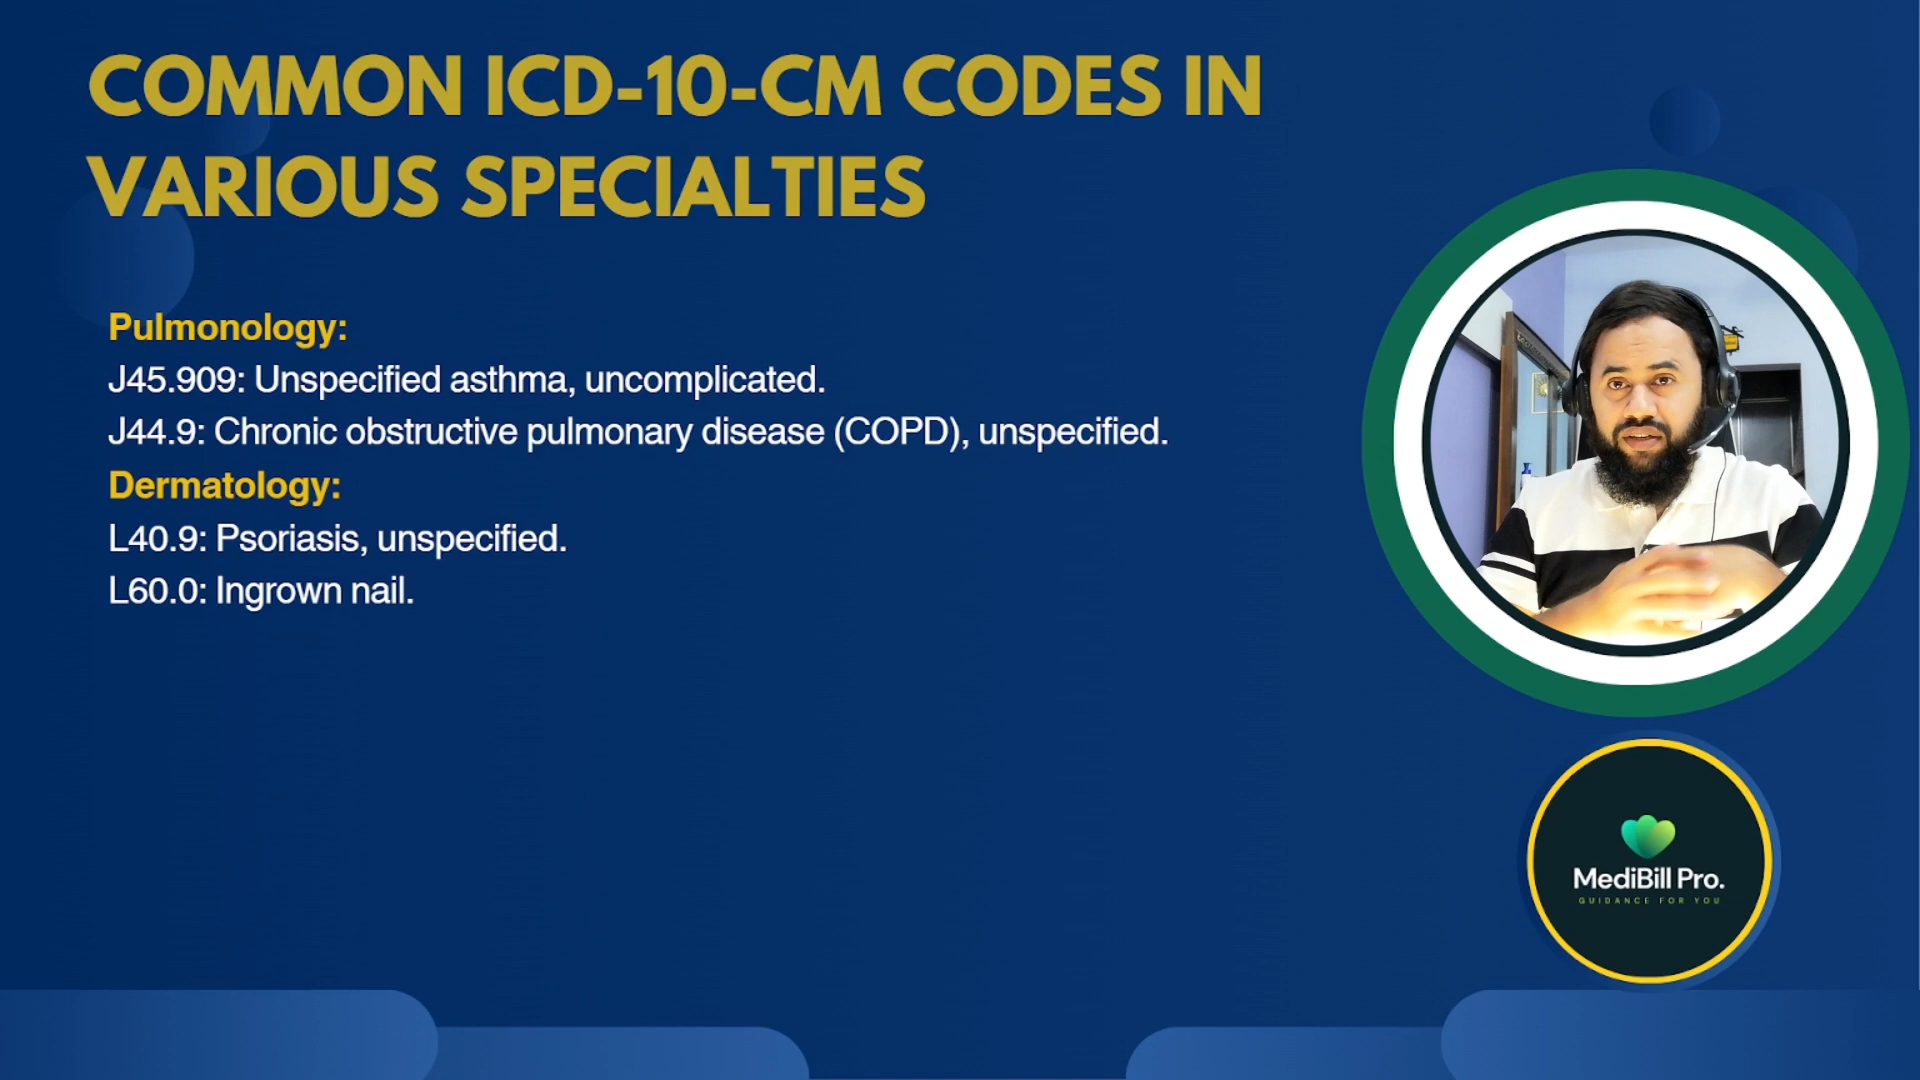 COMMON ICD-10-CM CODES IN
VARIOUS SPECIALTIES
Pulmonology:
J45.909: Unspecified asthma, uncomplicated.
J44.9: Chronic obstructive pulmonary disease (COPD), unspecified.
Dermatology:
L40.9: Psoriasis, unspecified.
L60.0: Ingrown nail.
MediBill Pro.
GUIDANCE FOR YOU